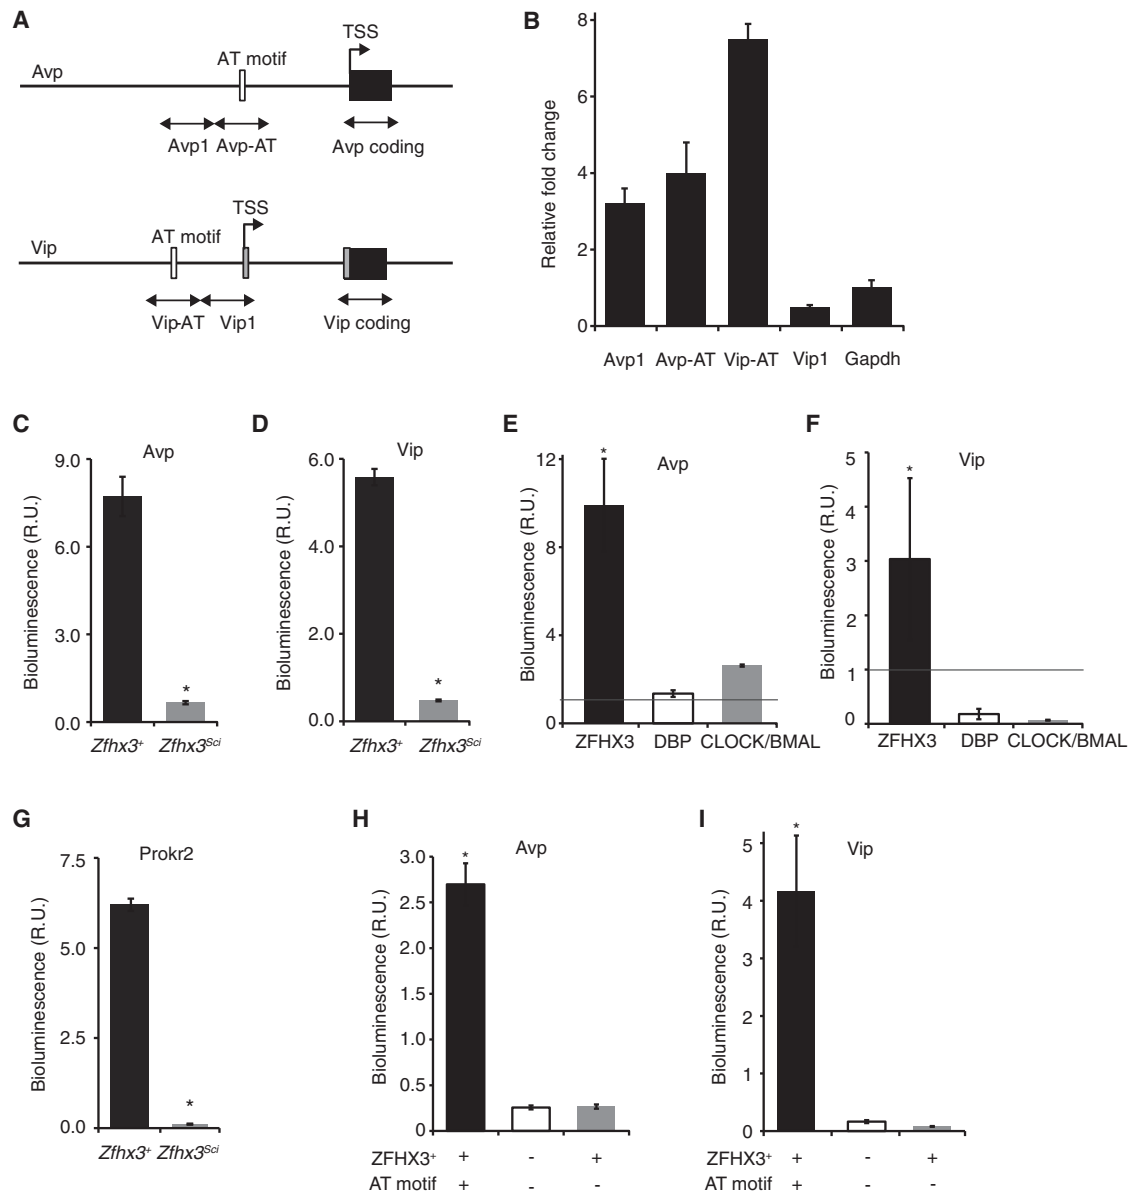 A
TSS
AT motif
Avp
Avp1 Avp-AT Avp coding
TSS
AT motif
Vip
Vip-AT Vip1 Vip coding
B
Relative fold change
8
6
4
2
0
Avp1 Avp-AT Vip-AT Vip1 Gapdh
C
Avp
Bioluminescence (R.U.)
9.0
6.0
3.0
0.0
*
Zfhx3+ Zfhx3Sci
D
Vip
Bioluminescence (R.U.)
6.0
4.0
2.0
0.0
*
Zfhx3+ Zfhx3Sci
E
Avp
Bioluminescence (R.U.)
12
8
4
0
*
ZFHX3 DBP CLOCK/BMAL
F
Vip
Bioluminescence (R.U.)
5
4
3
2
1
0
*
ZFHX3 DBP CLOCK/BMAL
G
Prokr2
Bioluminescence (R.U.)
7.5
5.0
2.5
0.0
*
Zfhx3+ Zfhx3Sci
H
Avp
Bioluminescence (R.U.)
3.0
2.5
2.0
1.5
1.0
0.5
0
*
ZFHX3+ + - +
AT motif + - -
I
Vip
Bioluminescence (R.U.)
5
4
3
2
1
0
*
ZFHX3+ + - +
AT motif + - -